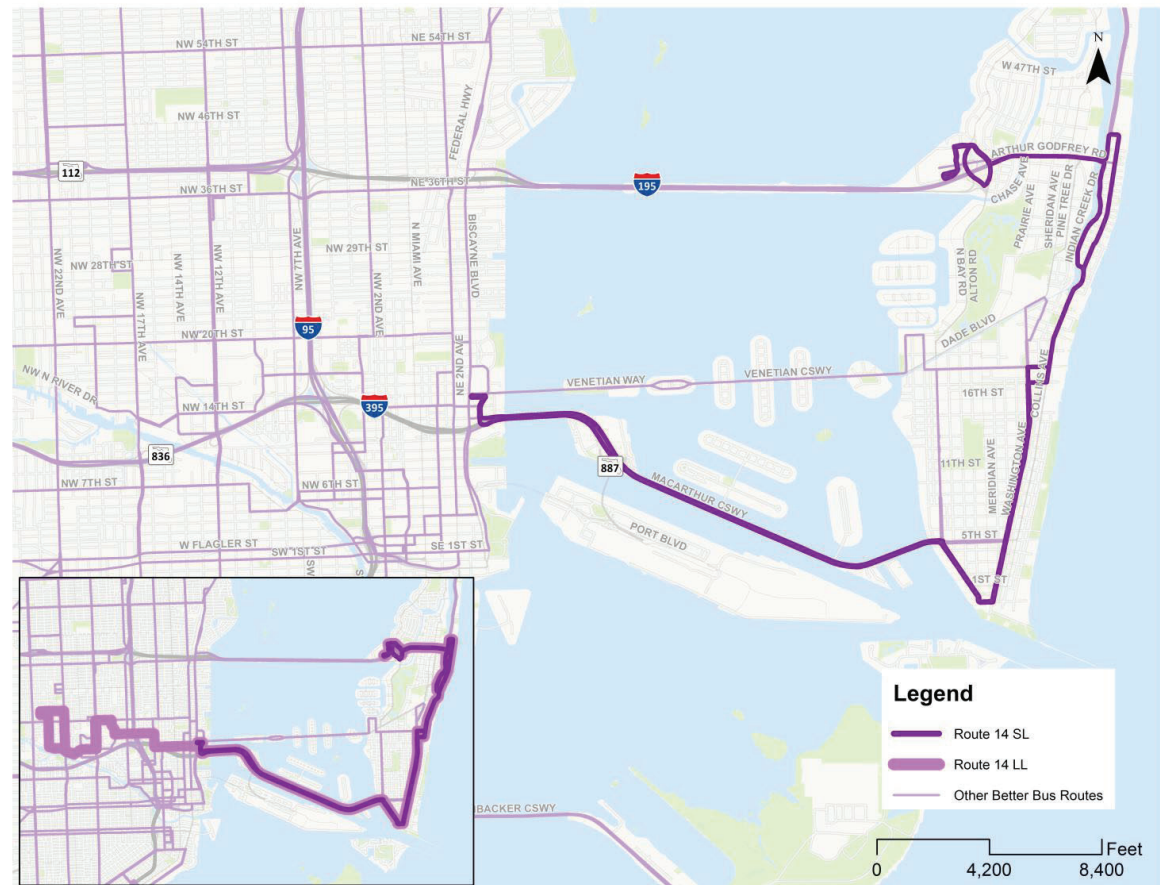 NW 54TH ST
NE 54TH ST
N
W 47TH ST
NW 46TH ST
FEDERAL HWY
ARTHUR GODFREY RD
112
NW 36TH ST
NE 36TH ST
195
CHASE AVE
PRAIRIE AVE
SHERIDAN AVE
PINE TREE DR
INDIAN CREEK DR
NW 22ND AVE
NW 28TH ST
NW 14TH AVE
NW 17TH AVE
NW 12TH AVE
NW 7TH AVE
NW 29TH ST
NW 2ND AVE
N MIAMI AVE
BISCAYNE BLVD
N BAY RD
ALTON RD
95
NW 20TH ST
DADE BLVD
NW N RIVER DR
NE 2ND AVE
VENETIAN WAY
VENETIAN CSWY
COLLINS AVE
16TH ST
NW 14TH ST
395
836
887
11TH ST
MERIDIAN AVE
WASHINGTON AVE
NW 7TH ST
NW 6TH ST
MACARTHUR CSWY
PORT BLVD
5TH ST
W FLAGLER ST
SW 1ST ST
SE 1ST ST
SW
S
1ST ST
NBACKER CSWY
Legend
Route 14 SL
Route 14 LL
Other Better Bus Routes
Feet
0
4,200
8,400